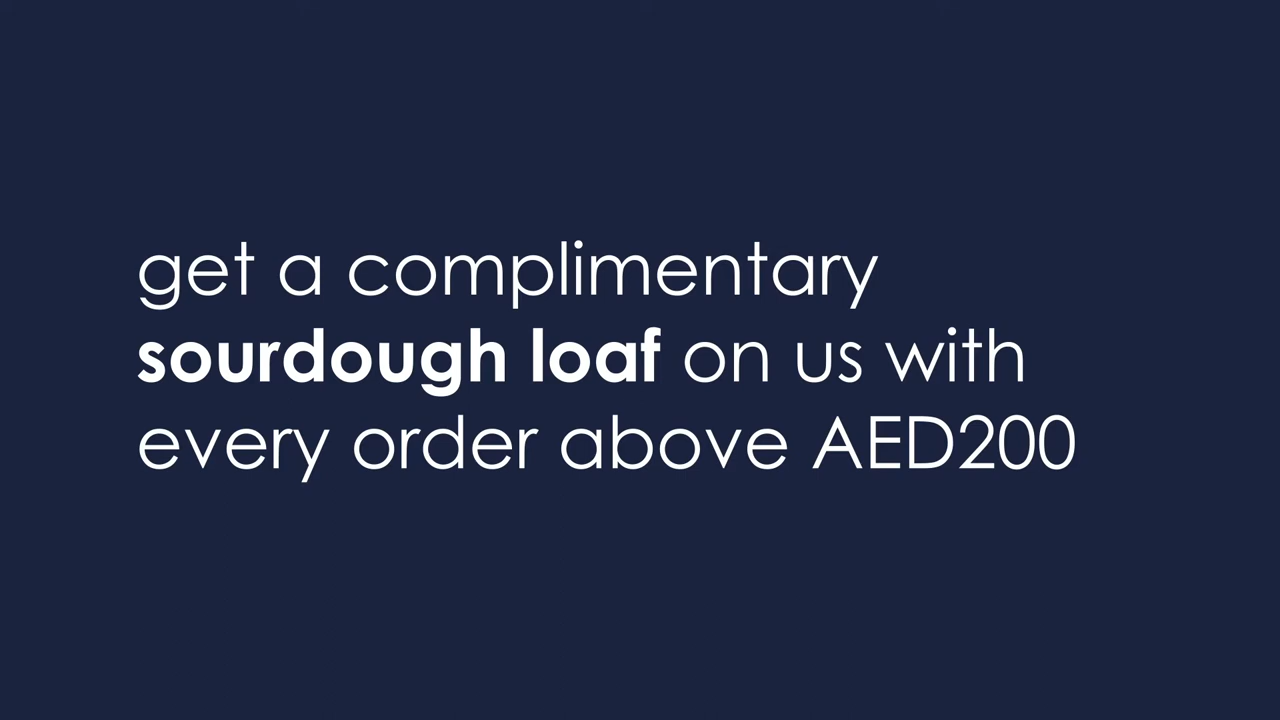 get a complimentary
sourdough loaf on us with
every order above AED200